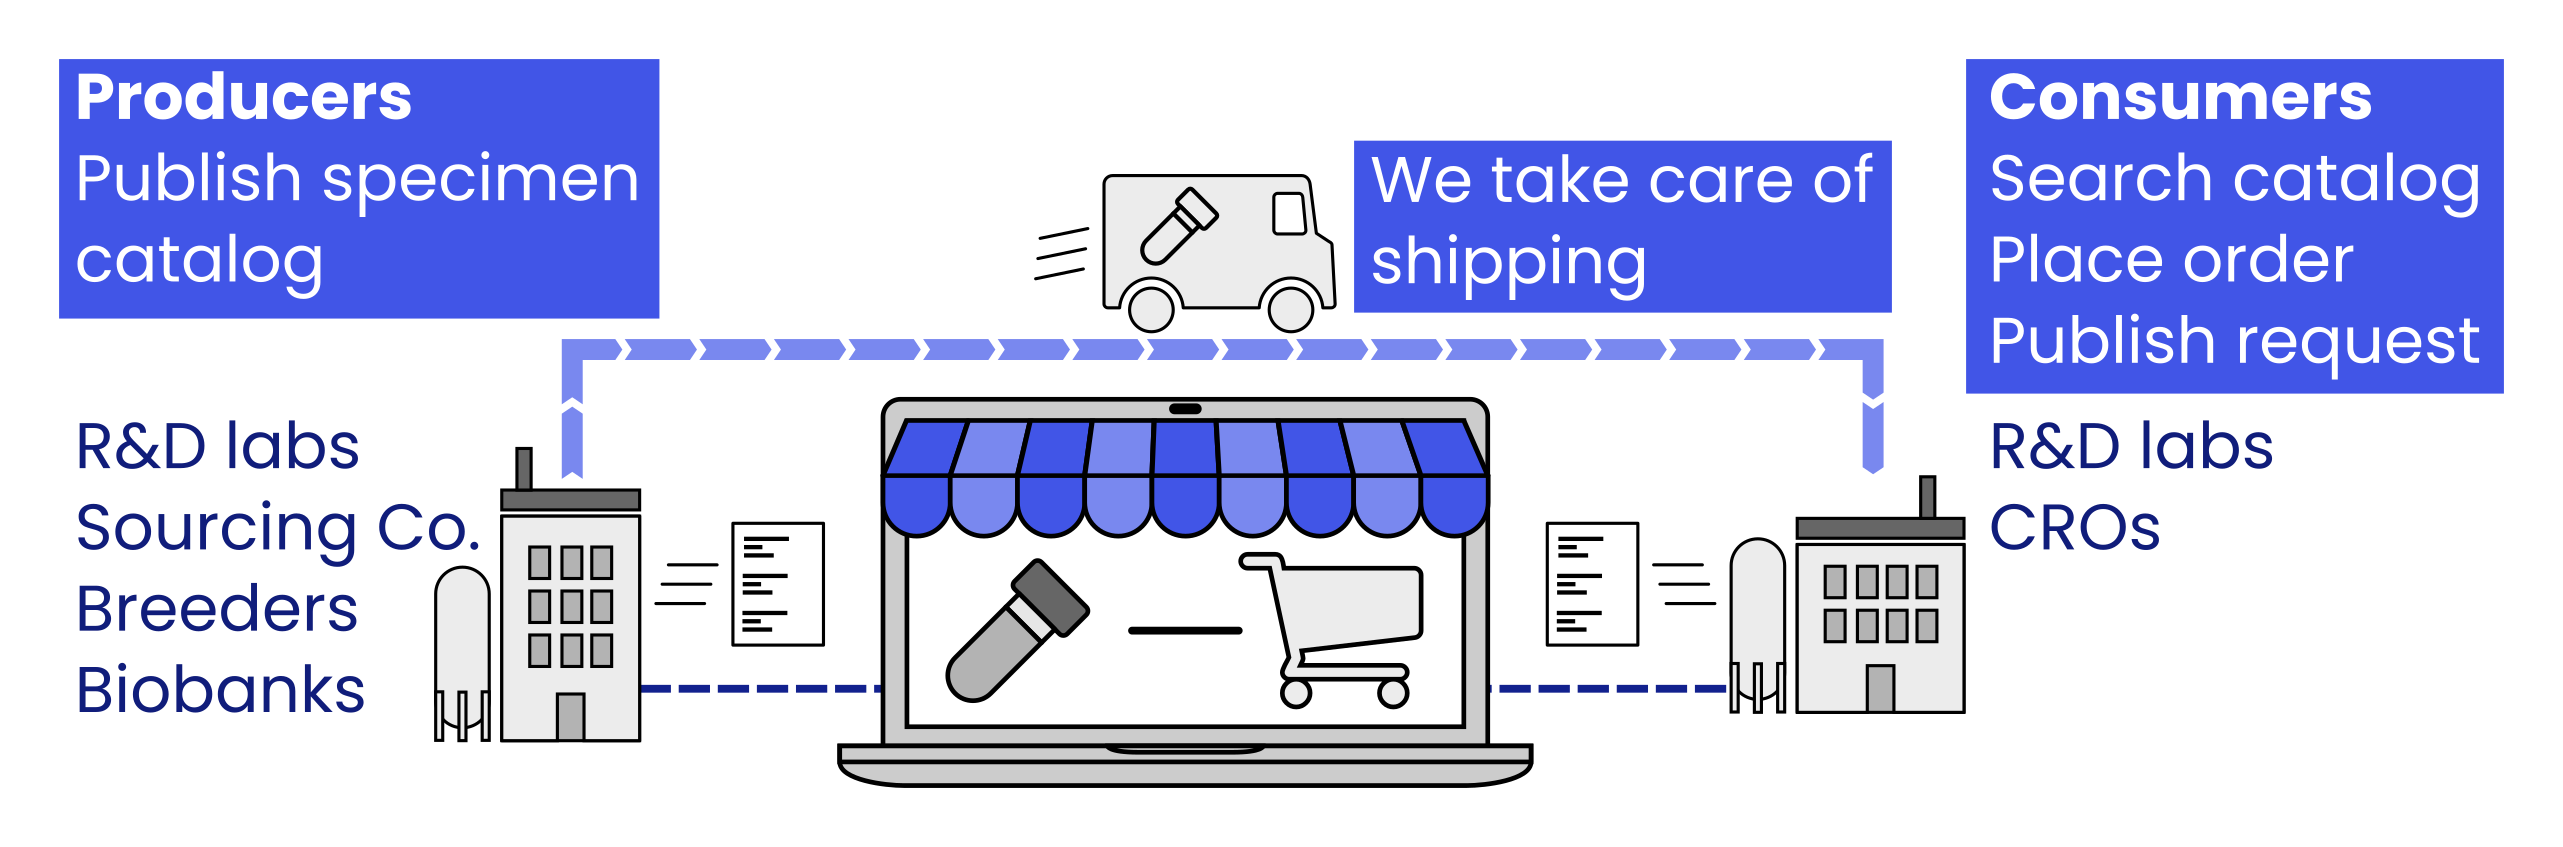 Producers
Publish specimen
catalog
R&D labs
Sourcing Co.
Breeders
Biobanks
We take care of
shipping
Consumers
Search catalog
Place order
Publish request
R&D labs
CROs